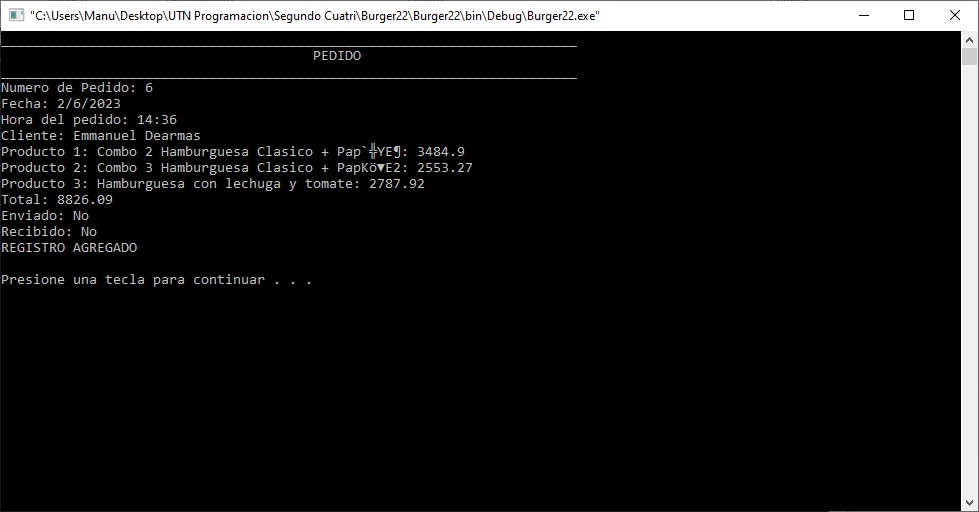 "C:\Users\Manu\Desktop\UTN Programacion\Segundo Cuatri\Burger22\Burger22\bin\Debug\Burger22.exe"
PEDIDO
Numero de Pedido: 6
Fecha: 2/6/2023
Hora del pedido: 14:36
Cliente: Emmanuel Dearmas
Producto 1: Combo 2 Hamburguesa Clasico + Pap`╬YE¶: 3484.9
Producto 2: Combo 3 Hamburguesa Clasico + PapKö▼E2: 2553.27
Producto 3: Hamburguesa con lechuga y tomate: 2787.92
Total: 8826.09
Enviado: No
Recibido: No
REGISTRO AGREGADO
Presione una tecla para continuar . . .